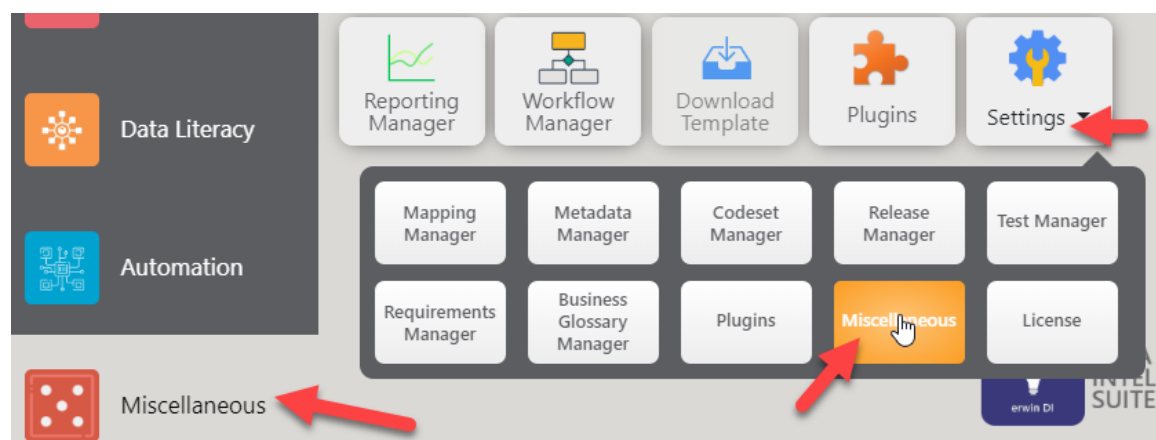 Reporting
Manager
Workflow
Manager
Download
Template
Plugins
Settings
Data Literacy
Mapping
Manager
Metadata
Manager
Codeset
Manager
Release
Manager
Test Manager
Automation
Requirements
Manager
Business
Glossary
Manager
Plugins
Miscellaneous
License
Miscellaneous
erwin DI
INTEL
SUITE